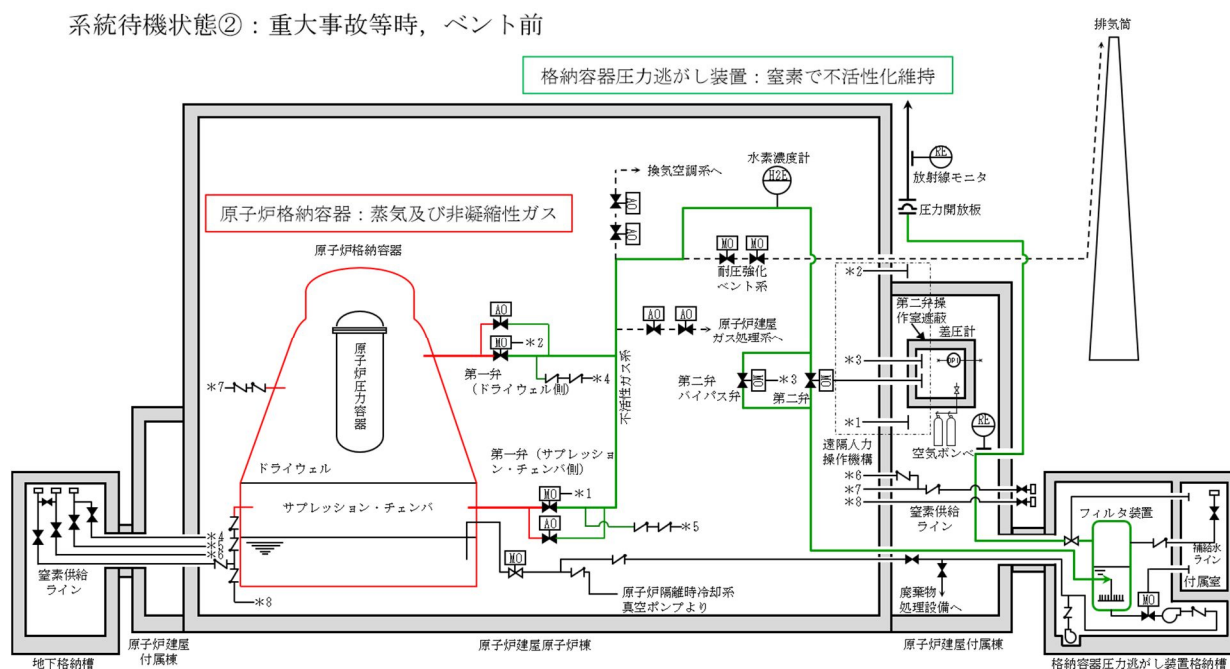 系統待機状態②：重大事故等時，ベント前
排気筒
格納容器圧力逃がし装置：窒素で不活性化維持
水素濃度計
H2E
換気空調系へ
AO
AO
RE
放射線モニタ
圧力開放板
原子炉格納容器：蒸気及び非凝縮性ガス
原子炉格納容器
MO
MO
耐圧強化
ベント系
＊2
第二弁操
作室遮蔽
差圧計
AO
MO
＊2
AO
AO
原子炉建屋
ガス処理系へ
原子炉圧力容器
＊7
第一弁
（ドライウェル側）
＊4
不活性ガス系
第二弁
バイパス弁
MO
＊3
第二弁
MO
＊3
＊1
遠隔人力
操作機構
空気ボンベ
RE
ドライウェル
第一弁（サプレッショ
ン・チェンバ側）
サプレッション・チェンバ
MO
＊1
AO
＊5
＊6
＊7
＊8
窒素供給
ライン
フィルタ装置
補給水
ライン
付属室
MO
＊4
＊5
＊6
窒素供給
ライン
＊8
MO
原子炉隔離時冷却系
真空ポンプより
廃棄物
処理設備へ
地下格納槽
原子炉建屋
付属棟
原子炉建屋原子炉棟
原子炉建屋付属棟
格納容器圧力逃がし装置格納槽